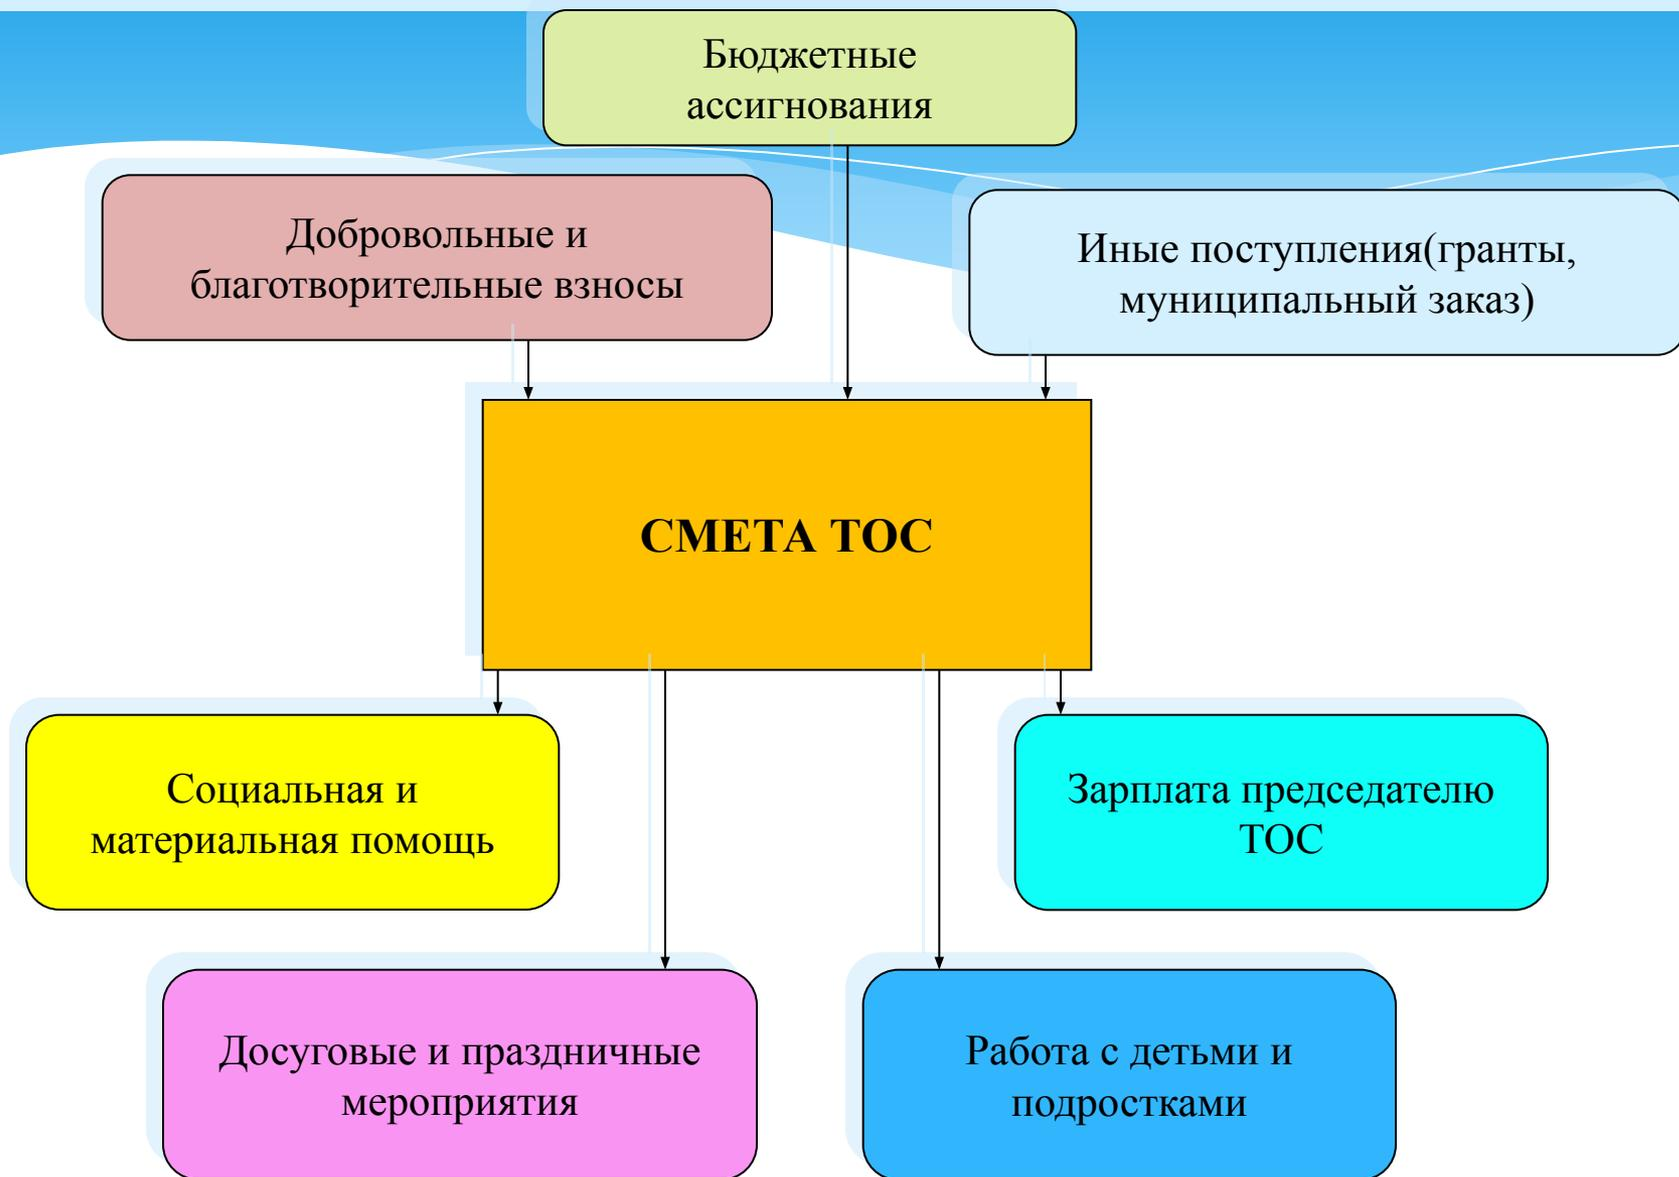 Бюджетные
ассигнования
Добровольные и
благотворительные взносы
Иные поступления(гранты,
муниципальный заказ)
СМЕТА ТОС
Социальная и
материальная помощь
Зарплата председателю
ТОС
Досуговые и праздничные
мероприятия
Работа с детьми и
подростками